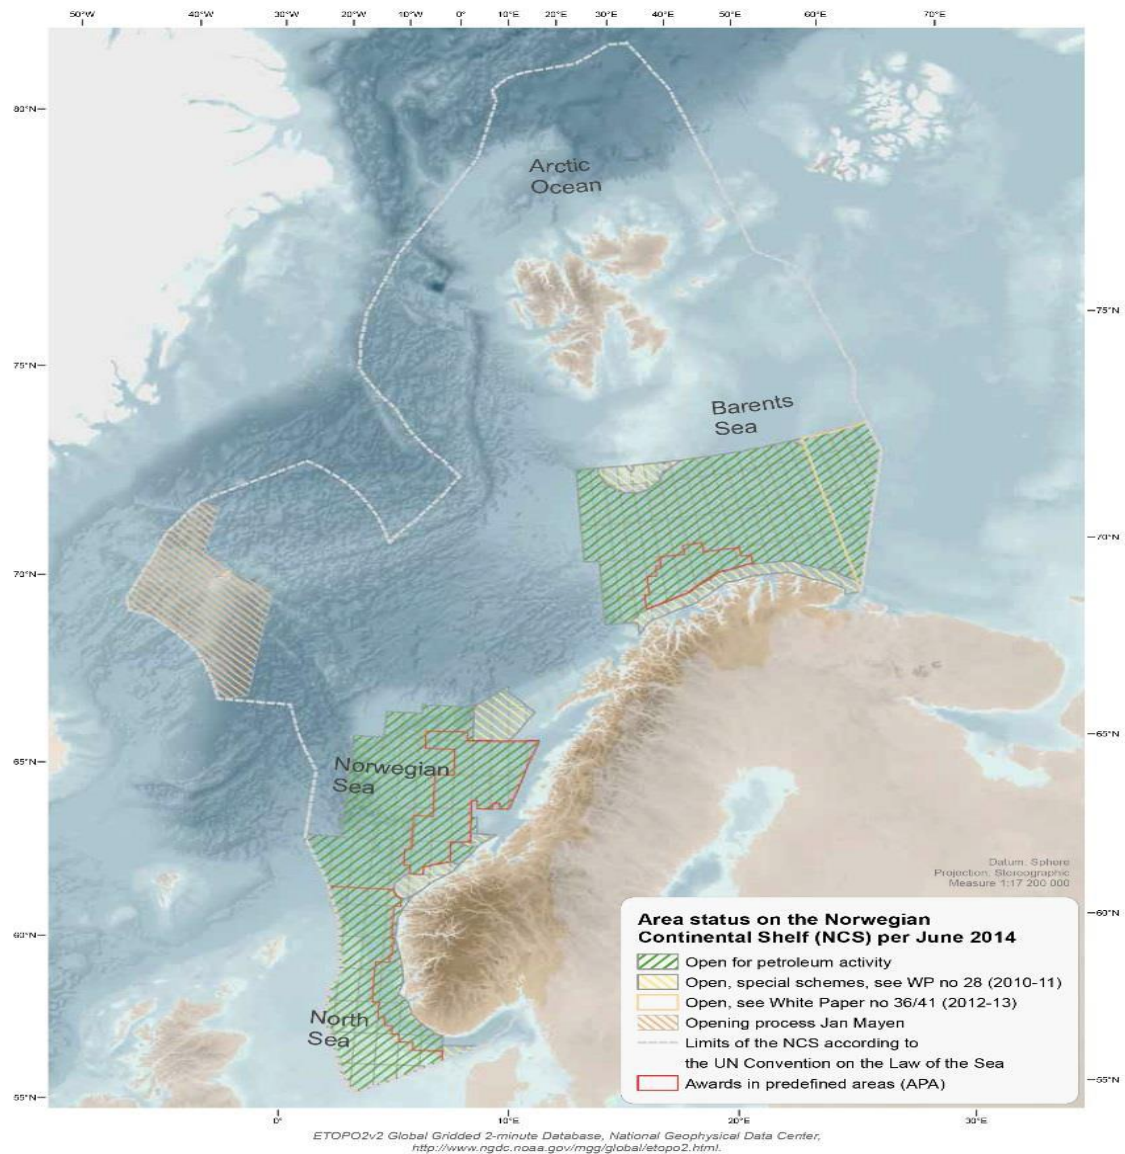 50°W 40°W 30°W 20°W 10°W 0° 10°E 20°E 30°E 40°E 50°E 60°E 70°E
80°N
Arctic
Ocean
75°N
75°N
Barents
Sea
70°N
70°N
65°N
Norwegian
Sea
65°N
Datum: Sphere
Projection: Stereographic
Measure 1:17 200 000
60°N
60°N
Area status on the Norwegian
Continental Shelf (NCS) per June 2014
Open for petroleum activity
Open, special schemes, see WP no 28 (2010-11)
Open, see White Paper no 36/41 (2012-13)
Opening process Jan Mayen
Limits of the NCS according to
the UN Convention on the Law of the Sea
Awards in predefined areas (APA)
North
Sea
55°N
55°N
0° 10°E 20°E 30°E
ETOPO2v2 Global Gridded 2-minute Database, National Geophysical Data Center,
http://www.ngdc.noaa.gov/mgg/global/etopo2.html.